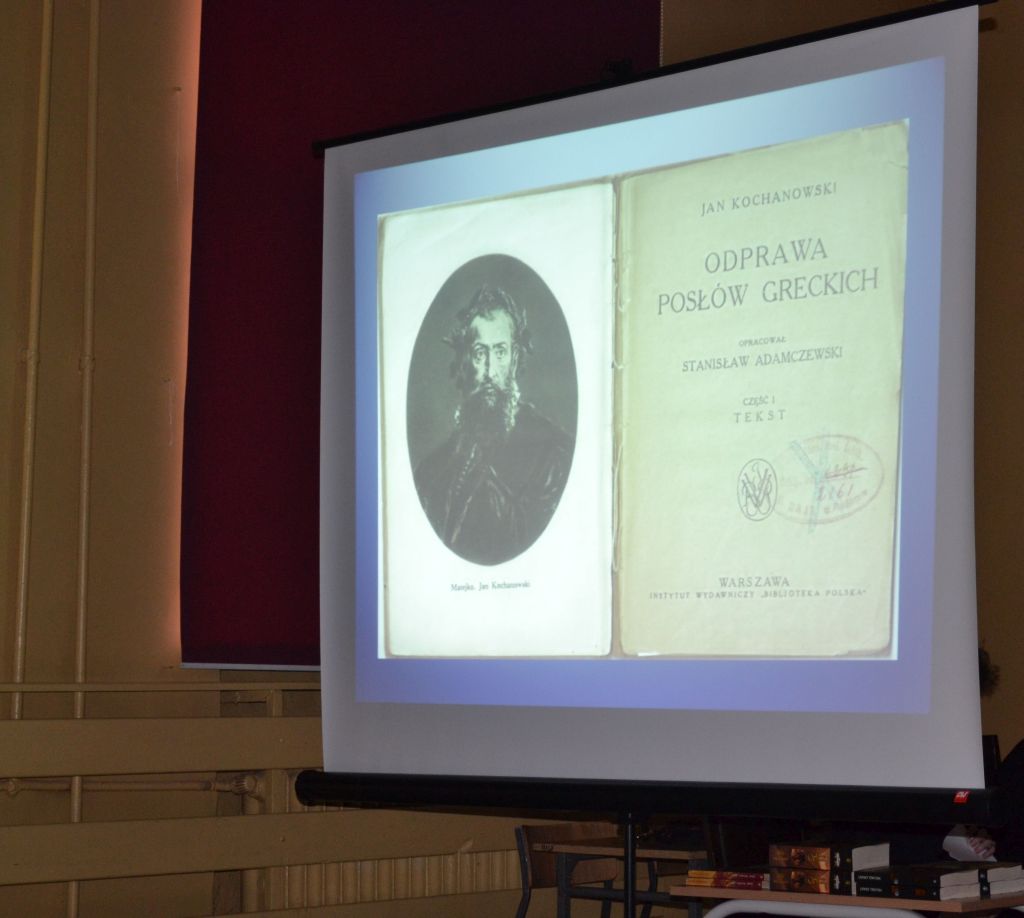 Matejko. Jan Kochanowski
JAN KOCHANOWSKI
ODPRAWA
POSŁÓW GRECKICH
OPRACOWAŁ
STANISŁAW ADAMCZEWSKI
CZĘŚĆ I
TEKST
WARSZAWA
INSTYTUT WYDAWNICZY „BIBLIOTEKA POLSKA"